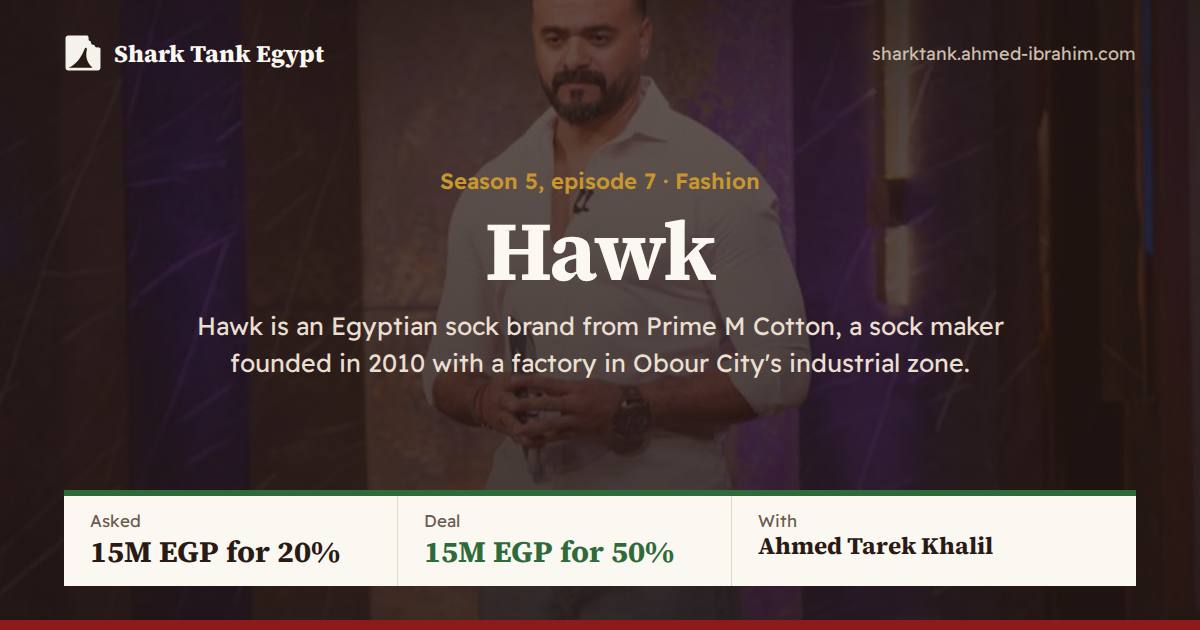 Shark Tank Egypt
sharktank.ahmed-ibrahim.com
Season 5, episode 7 · Fashion
Hawk
Hawk is an Egyptian sock brand from Prime M Cotton, a sock maker
founded in 2010 with a factory in Obour City's industrial zone.
Asked
15M EGP for 20%
Deal
15M EGP for 50%
With
Ahmed Tarek Khalil